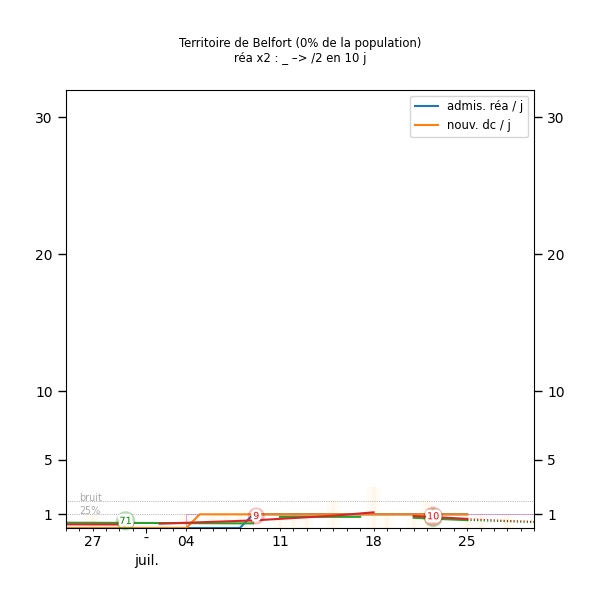 Territoire de Belfort (0% de la population)
réa x2 : _ –> /2 en 10 j
admis. réa / j
nouv. dc / j
30 30
20 20
10 10
5 5
bruit
25%
1 71 9 10 1
27 - 04 11 18 25
juil.